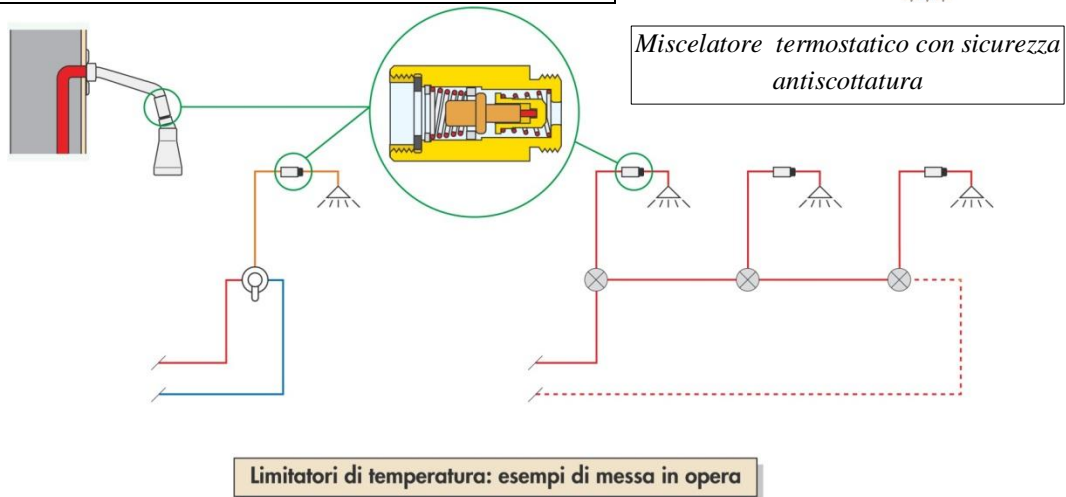 Miscelatore termostatico con sicurezza
antiscottatura
Limitatori di temperatura: esempi di messa in opera